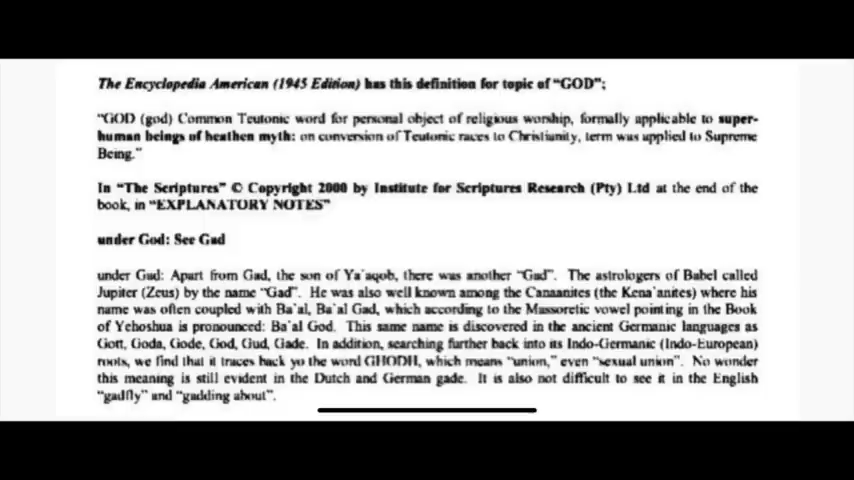 The Encyclopedia American (1945 Edition) has this definition for topic of "GOD";
"GOD (god) Common Teutonic word for personal object of religious worship, formally applicable to super-
human beings of heathen myth: on conversion of Teutonic races to Christianity, term was applied to Supreme
Being."
In "The Scriptures" © Copyright 2000 by Institute for Scriptures Research (Pty) Ltd at the end of the
book, in "EXPLANATORY NOTES"
under God: See Gad
under Gad: Apart from Gad, the son of Ya'aqob, there was another "Gad". The astrologers of Babel called
Jupiter (Zeus) by the name "Gad". He was also well known among the Canaanites (the Kena'anites) where his
name was often coupled with Ba'al, Ba'al Gad, which according to the Massoretic vowel pointing in the Book
of Yehoshua is pronounced: Ba'al God. This same name is discovered in the ancient Germanic languages as
Gott, Goda, Gode, God, Gud, Gade. In addition, searching further back into its Indo-Germanic (Indo-European)
roots, we find that it traces back yo the word GHODH, which means "union," even "sexual union". No wonder
this meaning is still evident in the Dutch and German gade. It is also not difficult to see it in the English
"gadfly" and "gadding about".